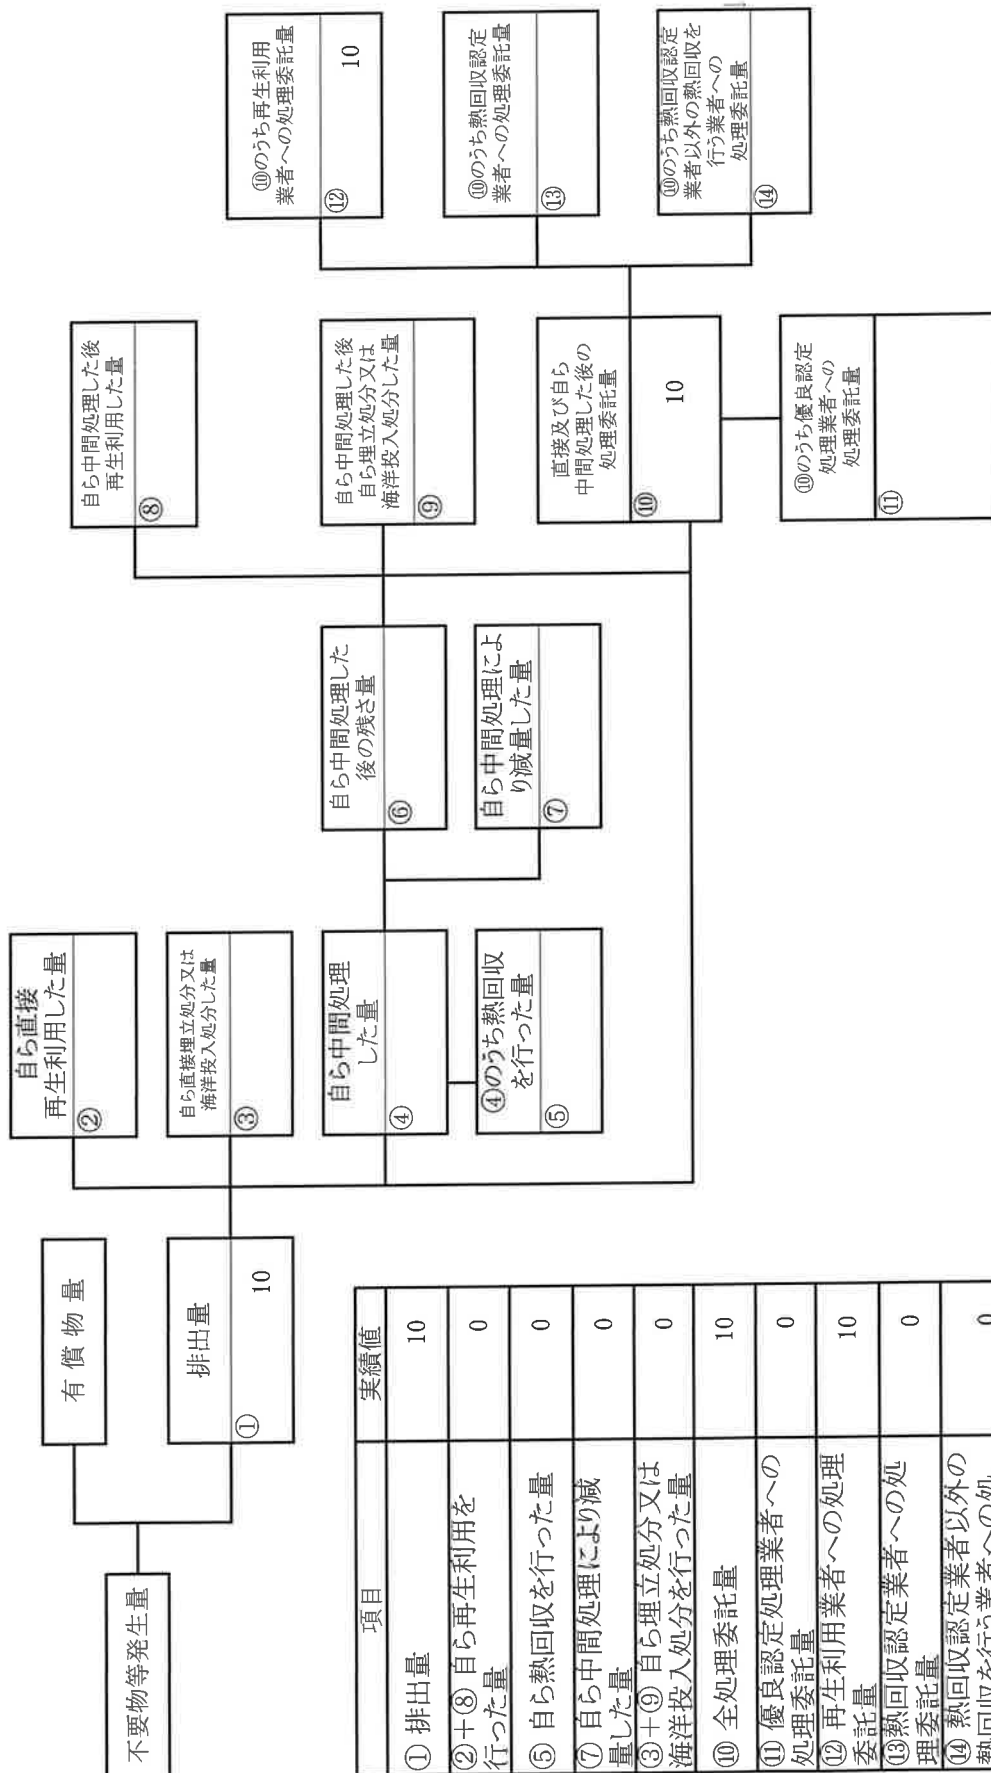 不要物等発生量
有償物量
排出量
①
10
自ら直接
再生利用した量
②
自ら直接埋立処分又は
海洋投入処分した量
③
自ら中間処理
した量
④
④のうち熱回収
を行った量
⑤
自ら中間処理した
後の残さ量
⑥
自ら中間処理によ
り減量した量
⑦
自ら中間処理した後
再生利用した量
⑧
自ら中間処理した後
自ら埋立処分又は
海洋投入処分した量
⑨
直接及び自ら
中間処理した後の
処理委託量
⑩
10
⑩のうち優良認定
処理業者への
処理委託量
⑪
⑩のうち再生利用
業者への処理委託量
⑫
10
⑩のうち熱回収認定
業者への処理委託量
⑬
⑩のうち熱回収認定
業者以外の熱回収を
行う業者への
処理委託量
⑭
項目 実績値
① 排出量 10
②+⑧ 自ら再生利用を
行った量 0
⑤ 自ら熱回収を行った量 0
⑦ 自ら中間処理により減
量した量 0
③+⑨ 自ら埋立処分又は
海洋投入処分を行った量 0
⑩ 全処理委託量 10
⑪ 優良認定処理業者への
処理委託量 0
⑫ 再生利用業者への処理
委託量 10
⑬熱回収認定業者への処
理委託量 0
⑭ 熱回収認定業者以外の
熱回収を行う業者への処 0